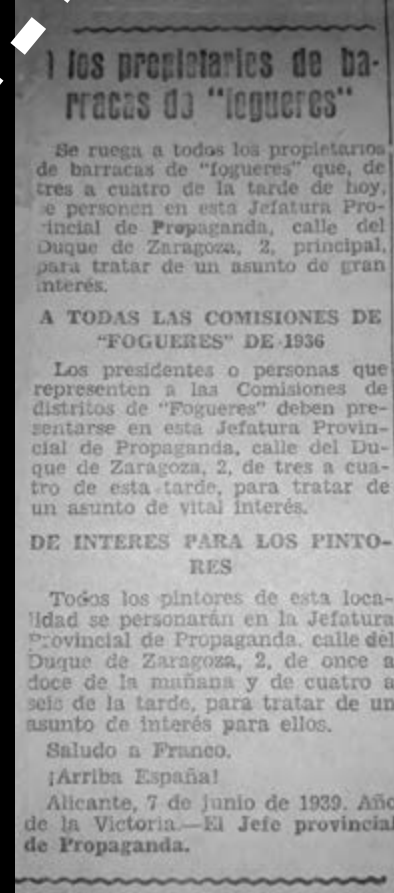 los propietarios de ba-
rracas de "fogueres"
Se ruega a todos los propietarios
de barracas de "fogueres" que, de
tres a cuatro de la tarde de hoy,
se personen en esta Jefatura Pro-
vincial de Propaganda, calle del
Duque de Zaragoza, 2, principal,
para tratar de un asunto de gran
interés.
A TODAS LAS COMISIONES DE
"FOGUERES" DE 1936
Los presidentes o personas que
representen a las Comisiones de
distritos de "Fogueres" deben pre-
sentarse en esta Jefatura Provin-
cial de Propaganda, calle del Du-
que de Zaragoza, 2, de tres a cua-
tro de esta tarde, para tratar de
un asunto de vital interés.
DE INTERES PARA LOS PINTO-
RES
Todos los pintores de esta loca-
lidad se personarán en la Jefatura
Provincial de Propaganda, calle del
Duque de Zaragoza, 2, de once a
doce de la mañana y de cuatro a
seis de la tarde, para tratar de un
asunto de interés para ellos.
Saludo a Franco.
¡Arriba España!
Alicante, 7 de junio de 1939. Año
de la Victoria.—El Jefe provincial
de Propaganda.